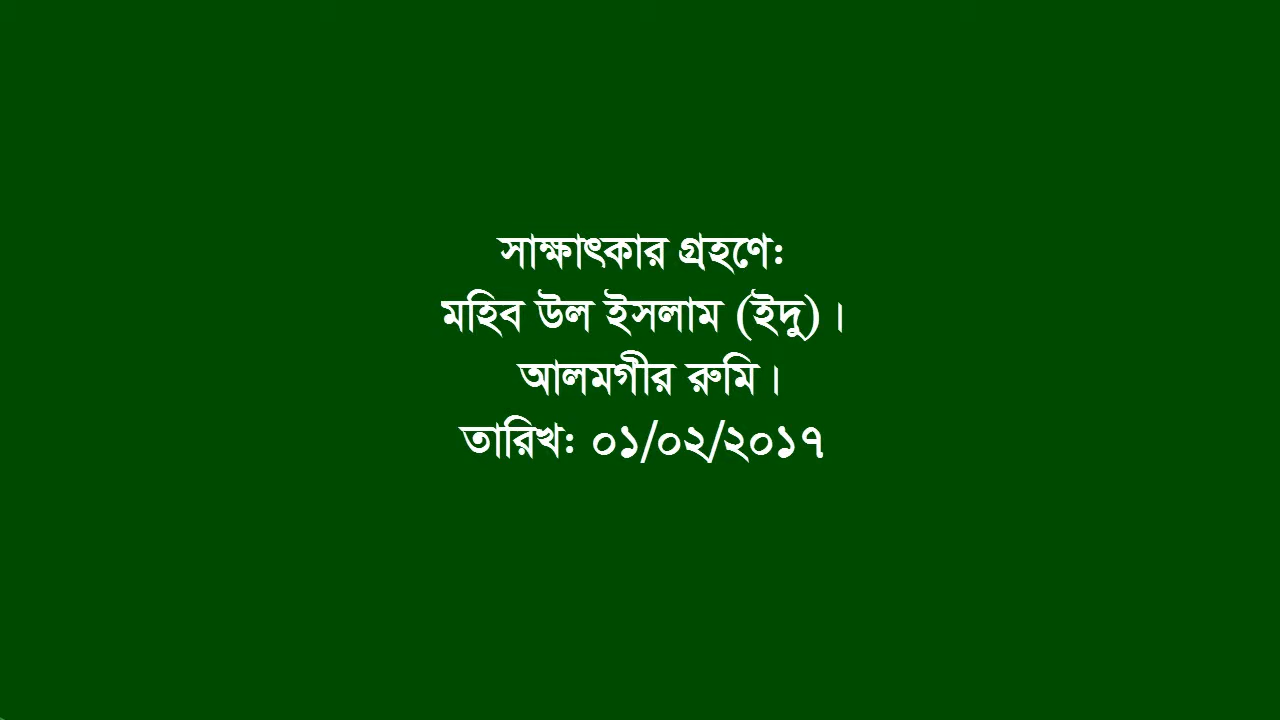 সাক্ষাৎকার গ্রহণে:
মহিব উল ইসলাম (ইদু)।
আলমগীর রুমি।
তারিখ: ০১/০২/২০১৭